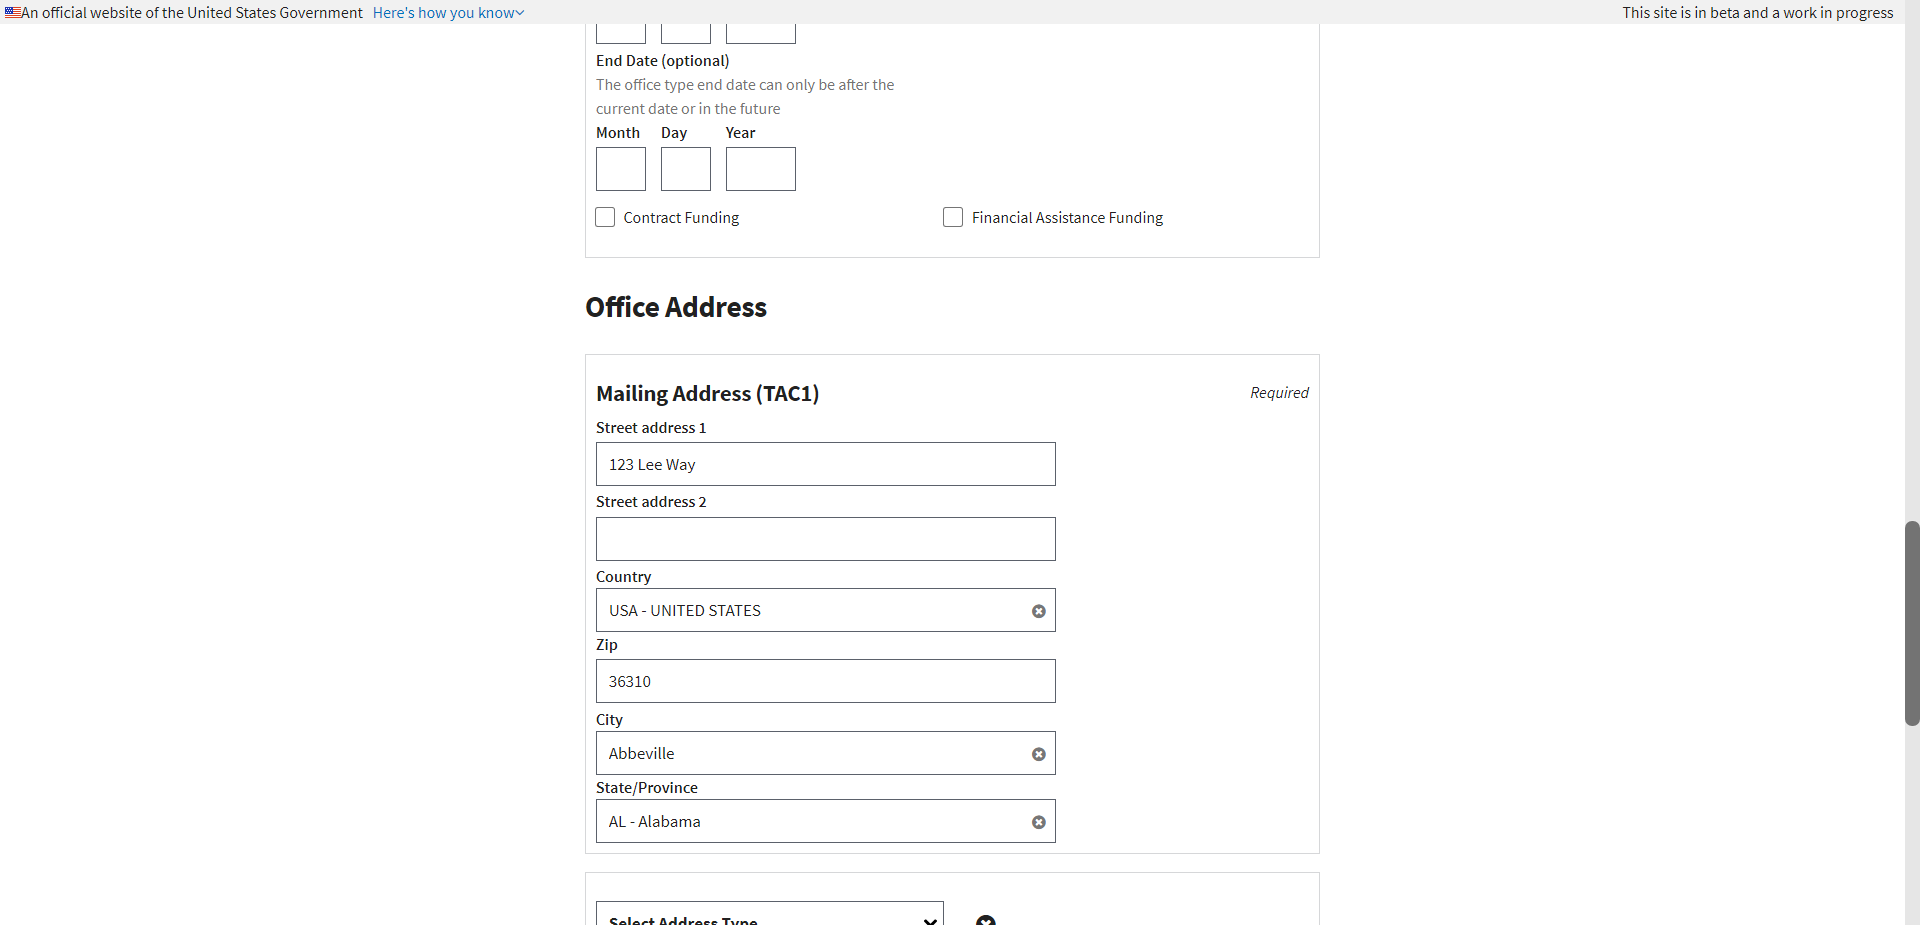 An official website of the United States Government Here's how you know
This site is in beta and a work in progress
End Date (optional)
The office type end date can only be after the
current date or in the future
Month Day Year
Contract Funding Financial Assistance Funding
Office Address
Mailing Address (TAC1) Required
Street address 1
123 Lee Way
Street address 2
Country
USA - UNITED STATES
Zip
36310
City
Abbeville
State/Province
AL - Alabama
Select Address Type